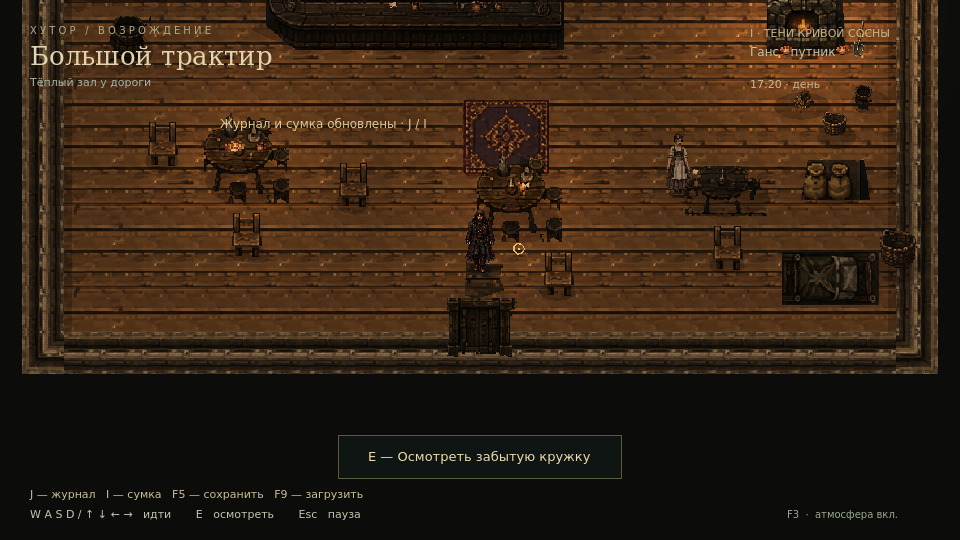 ХУТОР / ВОЗРОЖДЕНИЕ
Большой трактир
Тёплый зал у дороги
I · ТЕНИ КРИВОЙ СОСНЫ
Ганс · путник
17:20 · день
Журнал и сумка обновлены · J / I
E — Осмотреть забытую кружку
J — журнал I — сумка F5 — сохранить F9 — загрузить
W A S D / ↑ ↓ ← → идти E осмотреть Esc пауза
F3 · атмосфера вкл.